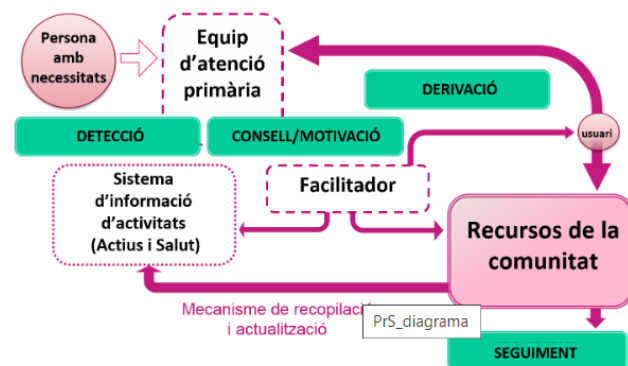 Persona
amb
necessitats
Equip
d'atenció
primària
DERIVACIÓ
usuari
DETECCIÓ
CONSELL/MOTIVACIÓ
Sistema
d'informació
d'activitats
(Actius i Salut)
Facilitador
Recursos de la
comunitat
Mecanisme de recopilació
i actualització
PrS_diagrama
SEGUIMENT